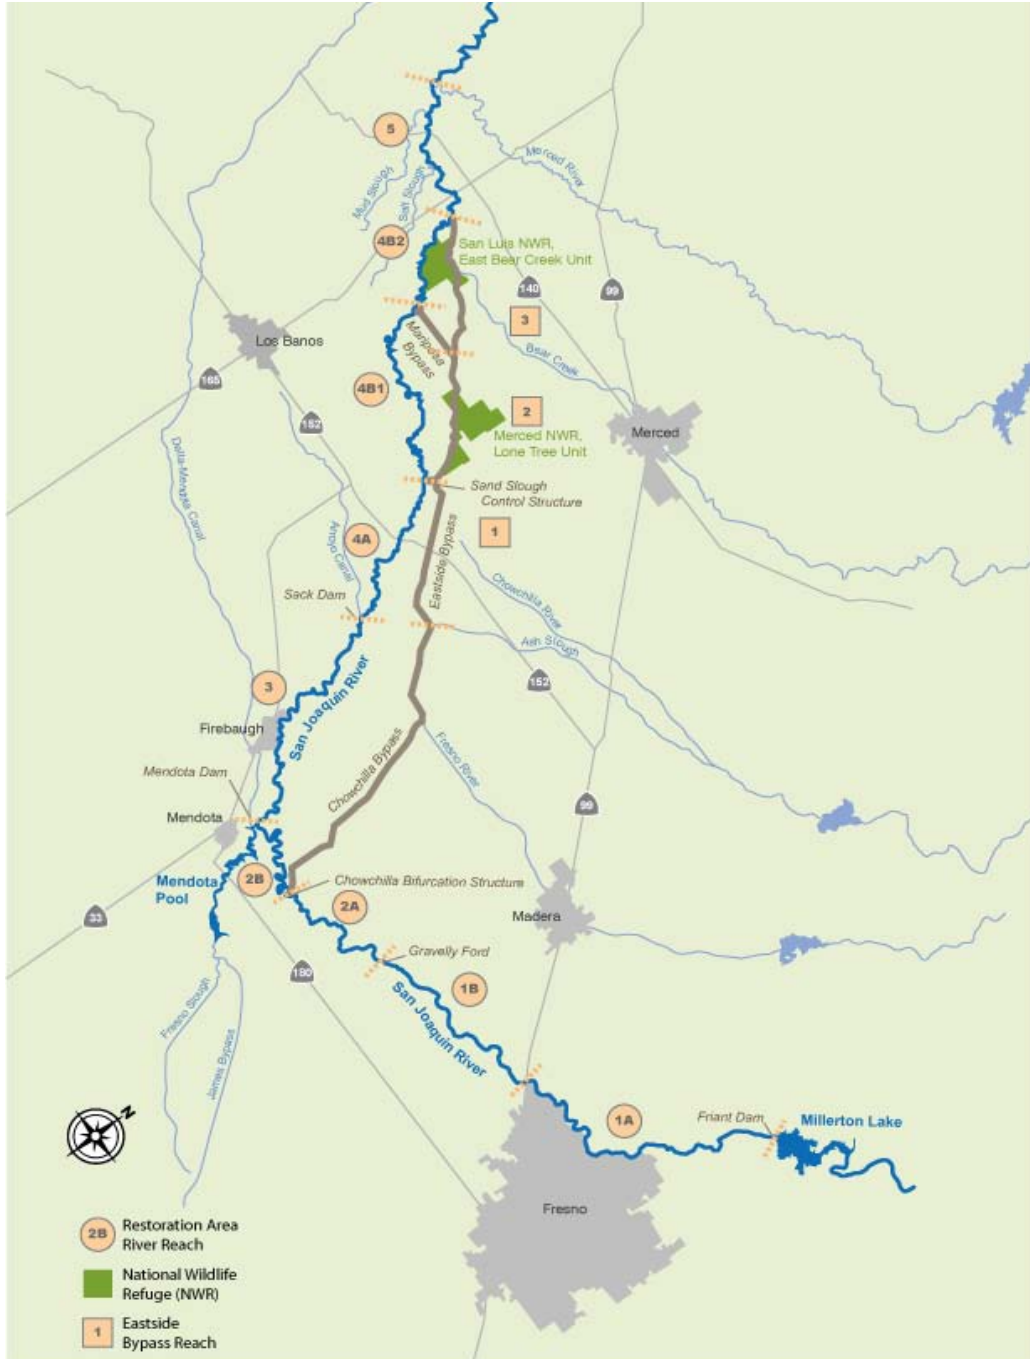 5
Merced River
Mud Slough
Salt Slough
4B2
San Luis NWR,
East Bear Creek Unit
140
99
3
Los Banos
Mariposa
Bypass
Bear Creek
165
4B1
152
2
Merced
Merced NWR,
Lone Tree Unit
Delta-Mendota Canal
Sand Slough
Control Structure
1
4A
Arroyo Canal
Eastside Bypass
Chowchilla River
Sack Dam
Ash Slough
152
3
San Joaquin River
Firebaugh
Fresno River
Mendota Dam
Chowchilla Bypass
99
Mendota
2B
Chowchilla Bifurcation Structure
Mendota
Pool
2A
33
Madera
Gravelly Ford
180
1B
Fresno Slough
San Joaquin River
James Bypass
N
1A
Friant Dam
Millerton Lake
Fresno
2B
Restoration Area
River Reach
National Wildlife
Refuge (NWR)
1
Eastside
Bypass Reach